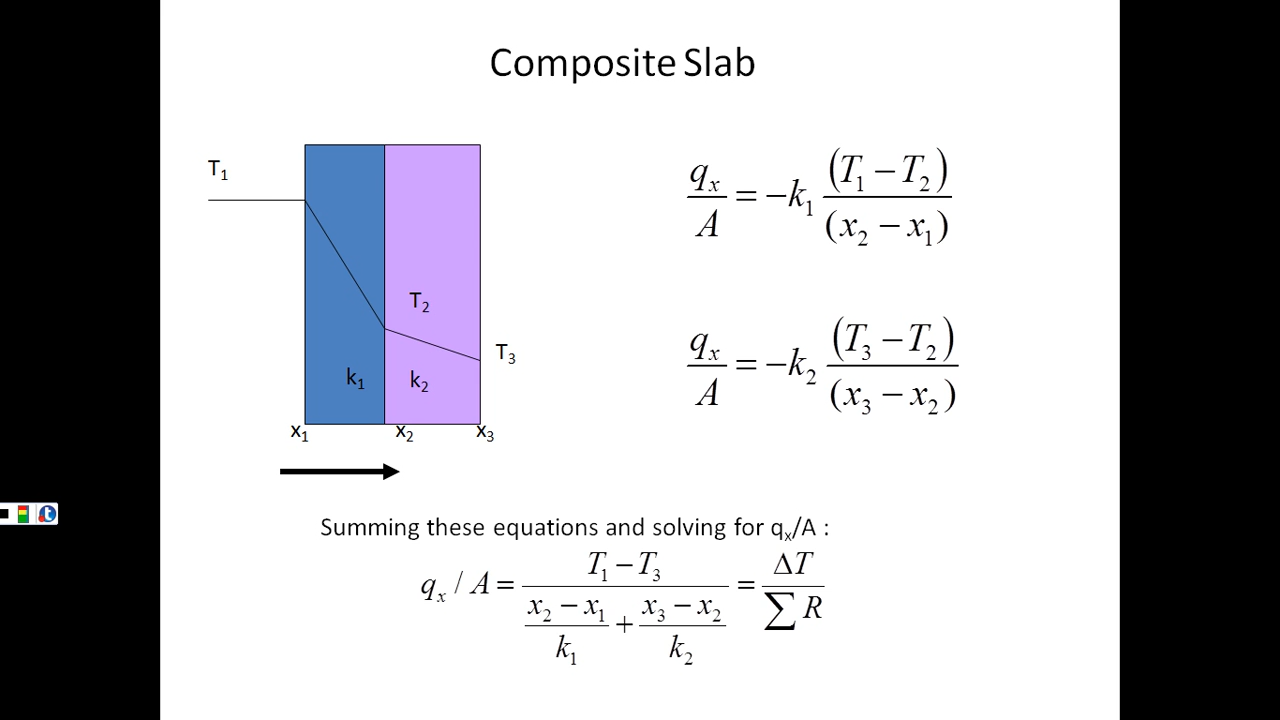 Composite Slab
T₁
T₂
T₃
k₁ k₂
x₁ x₂ x₃
qₓ/A = −k₁ (T₁ − T₂)/(x₂ − x₁)
qₓ/A = −k₂ (T₃ − T₂)/(x₃ − x₂)
Summing these equations and solving for qₓ/A :
qₓ / A = (T₁ − T₃)/((x₂ − x₁)/k₁ + (x₃ − x₂)/k₂) = ΔT/∑R